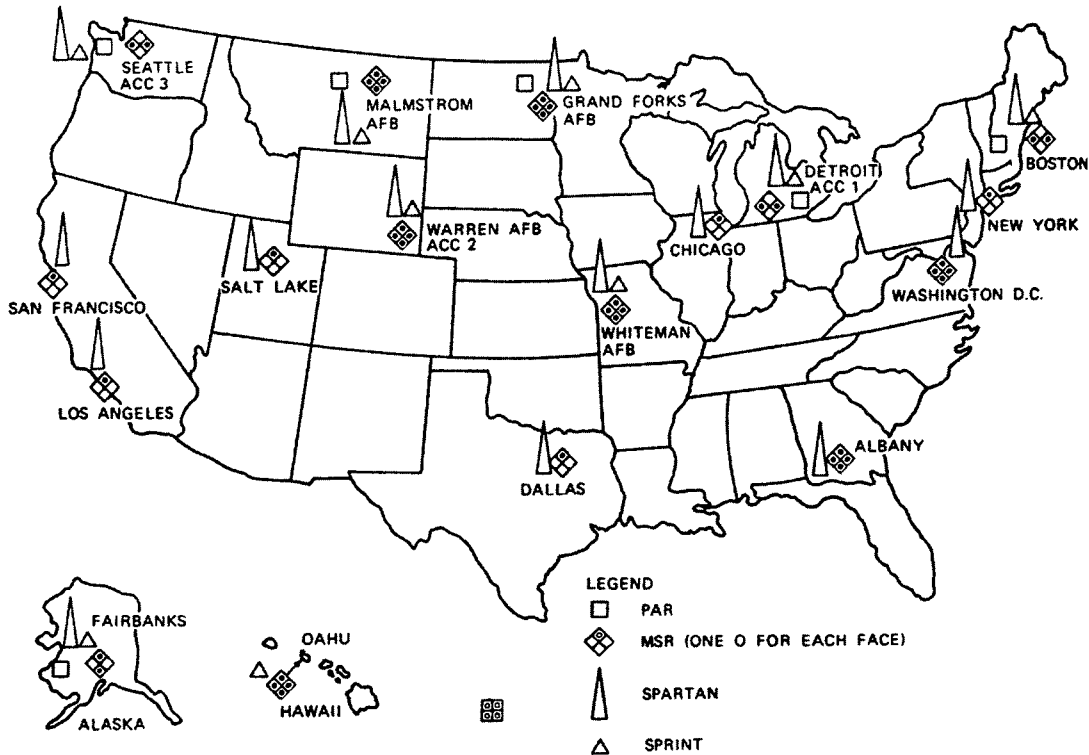 SEATTLE
ACC 3
MALMSTROM
AFB
GRAND FORKS
AFB
DETROIT
ACC 1
BOSTON
NEW YORK
WARREN AFB
ACC 2
CHICAGO
SALT LAKE
WASHINGTON D.C.
SAN FRANCISCO
WHITEMAN
AFB
LOS ANGELES
ALBANY
DALLAS
LEGEND
PAR
MSR (ONE O FOR EACH FACE)
SPARTAN
SPRINT
FAIRBANKS
ALASKA
OAHU
HAWAII